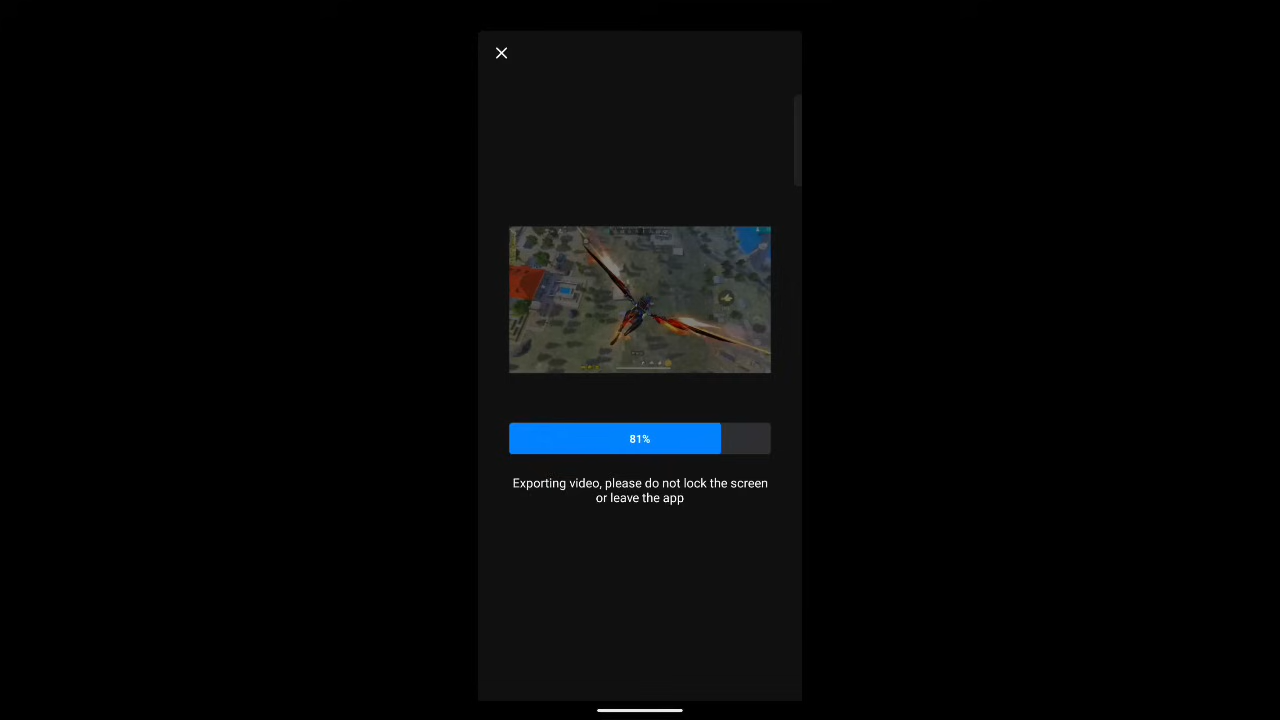 81%
Exporting video, please do not lock the screen
or leave the app